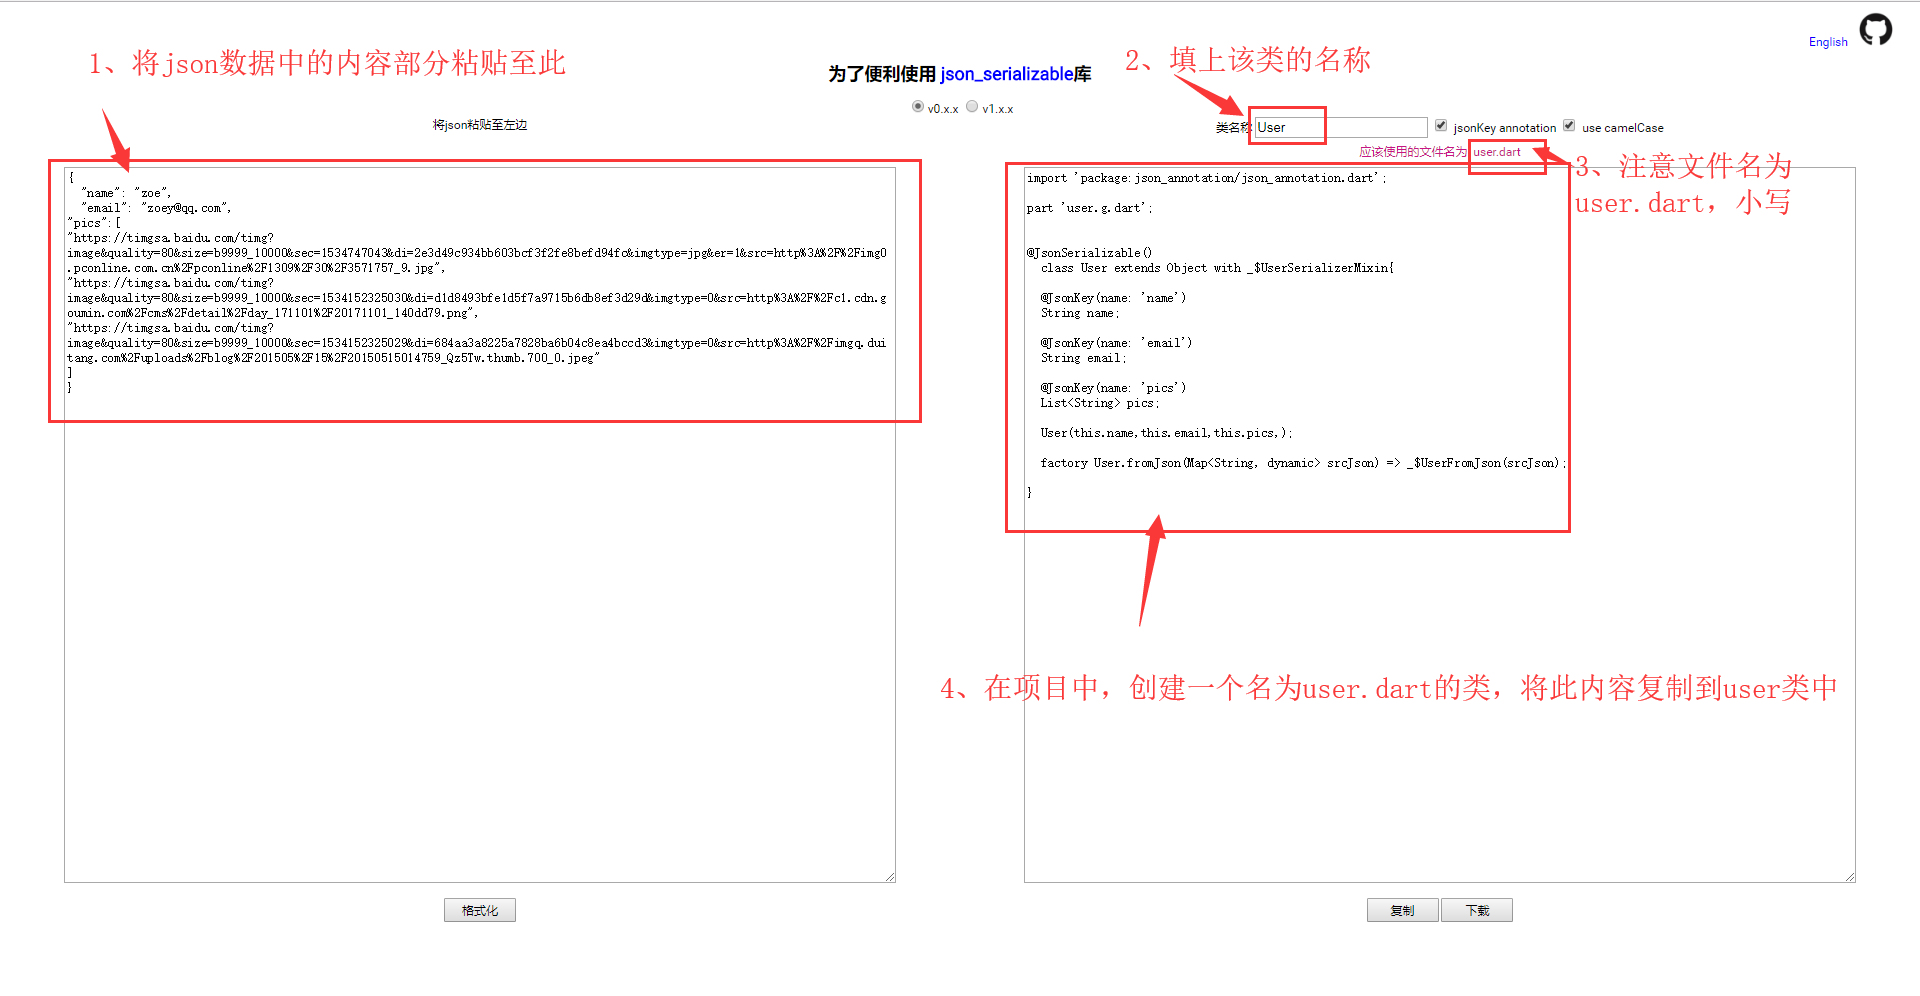 English
1、将json数据中的内容部分粘贴至此
为了便利使用 json_serializable库
2、填上该类的名称
v0.x.x v1.x.x
将json粘贴至左边
类名称 User jsonKey annotation use camelCase
应该使用的文件名为 user.dart
3、注意文件名为
user.dart，小写
{
"name": "zoe",
"email": "zoey@qq.com",
"pics":[
"https://timgsa.baidu.com/timg?
image&quality=80&size=b9999_10000&sec=1534747043&di=2e3d49c934bb603bcf3f2fe8befd94fc&imgtype=jpg&er=1&src=http%3A%2F%2Fimg0
.pconline.com.cn%2Fpconline%2F1309%2F30%2F3571757_9.jpg",
"https://timgsa.baidu.com/timg?
image&quality=80&size=b9999_10000&sec=1534152325030&di=d1d8493bfe1d5f7a9715b6db8ef3d29d&imgtype=0&src=http%3A%2F%2Fc1.cdn.g
oumin.com%2Fcms%2Fdetail%2Fday_171101%2F20171101_140dd79.png",
"https://timgsa.baidu.com/timg?
image&quality=80&size=b9999_10000&sec=1534152325029&di=684aa3a8225a7828ba6b04c8ea4bccd3&imgtype=0&src=http%3A%2F%2Fimgq.dui
tang.com%2Fuploads%2Fblog%2F201505%2F15%2F20150515014759_Qz5Tw.thumb.700_0.jpeg"
]
}
import 'package:json_annotation/json_annotation.dart';
part 'user.g.dart';
@JsonSerializable()
class User extends Object with _$UserSerializerMixin{
@JsonKey(name: 'name')
String name;
@JsonKey(name: 'email')
String email;
@JsonKey(name: 'pics')
List<String> pics;
User(this.name,this.email,this.pics,);
factory User.fromJson(Map<String, dynamic> srcJson) => _$UserFromJson(srcJson);
}
4、在项目中，创建一个名为user.dart的类，将此内容复制到user类中
格式化
复制 下载